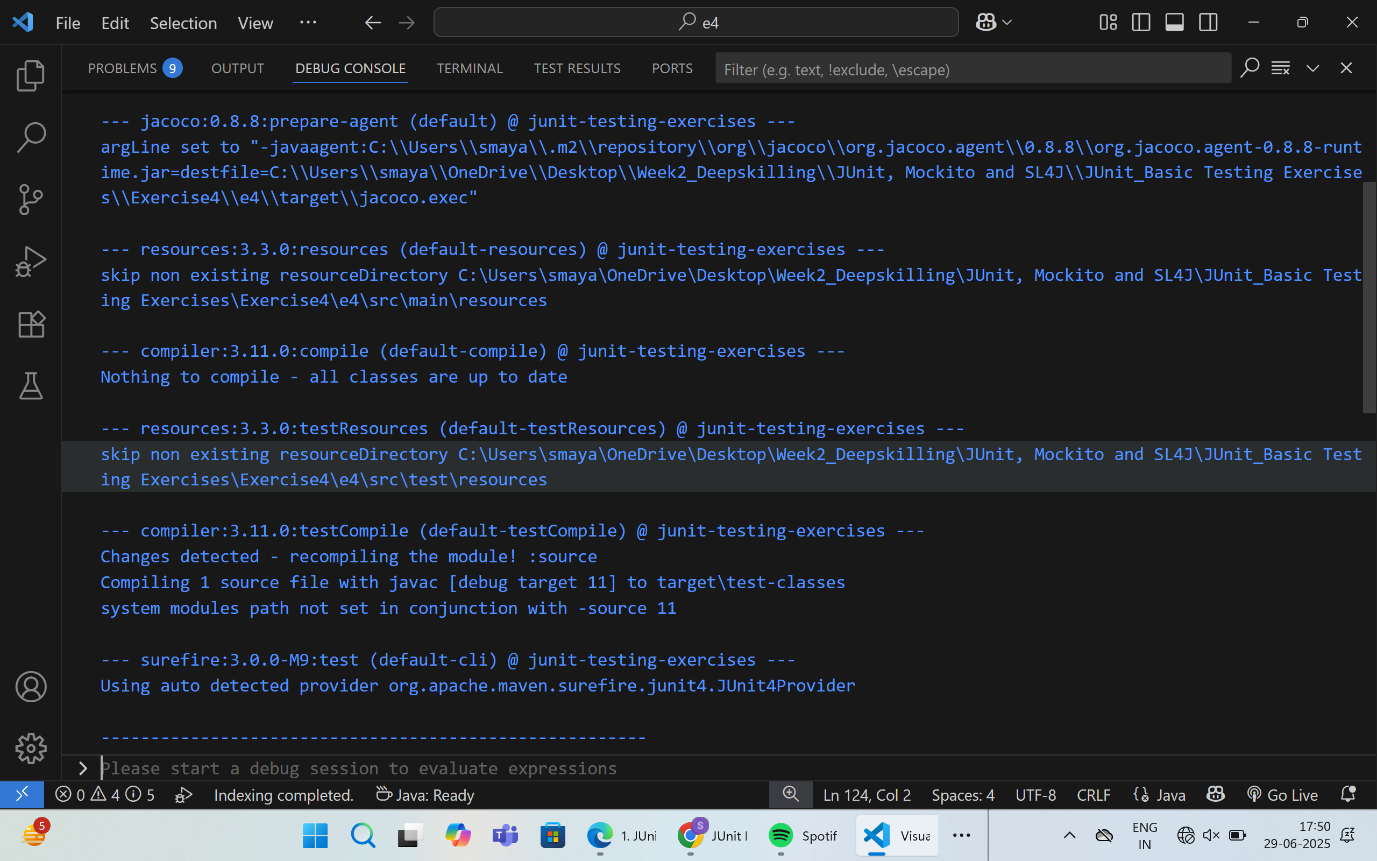 File Edit Selection View ··· e4
PROBLEMS 9 OUTPUT DEBUG CONSOLE TERMINAL TEST RESULTS PORTS Filter (e.g. text, !exclude, \escape)
--- jacoco:0.8.8:prepare-agent (default) @ junit-testing-exercises ---
argLine set to "-javaagent:C:\\Users\\smaya\\.m2\\repository\\org\\jacoco\\org.jacoco.agent\\0.8.8\\org.jacoco.agent-0.8.8-runt
ime.jar=destfile=C:\\Users\\smaya\\OneDrive\\Desktop\\Week2_Deepskilling\\JUnit, Mockito and SL4J\\JUnit_Basic Testing Exercise
s\\Exercise4\\e4\\target\\jacoco.exec"
--- resources:3.3.0:resources (default-resources) @ junit-testing-exercises ---
skip non existing resourceDirectory C:\Users\smaya\OneDrive\Desktop\Week2_Deepskilling\JUnit, Mockito and SL4J\JUnit_Basic Test
ing Exercises\Exercise4\e4\src\main\resources
--- compiler:3.11.0:compile (default-compile) @ junit-testing-exercises ---
Nothing to compile - all classes are up to date
--- resources:3.3.0:testResources (default-testResources) @ junit-testing-exercises ---
skip non existing resourceDirectory C:\Users\smaya\OneDrive\Desktop\Week2_Deepskilling\JUnit, Mockito and SL4J\JUnit_Basic Test
ing Exercises\Exercise4\e4\src\test\resources
--- compiler:3.11.0:testCompile (default-testCompile) @ junit-testing-exercises ---
Changes detected - recompiling the module! :source
Compiling 1 source file with javac [debug target 11] to target\test-classes
system modules path not set in conjunction with -source 11
--- surefire:3.0.0-M9:test (default-cli) @ junit-testing-exercises ---
Using auto detected provider org.apache.maven.surefire.junit4.JUnit4Provider
-------------------------------------------------------
Please start a debug session to evaluate expressions
0 4 5 Indexing completed. Java: Ready Ln 124, Col 2 Spaces: 4 UTF-8 CRLF Java Go Live
5 1. JUni S JUnit I Spotif Visua ENG IN 17:50 29-06-2025